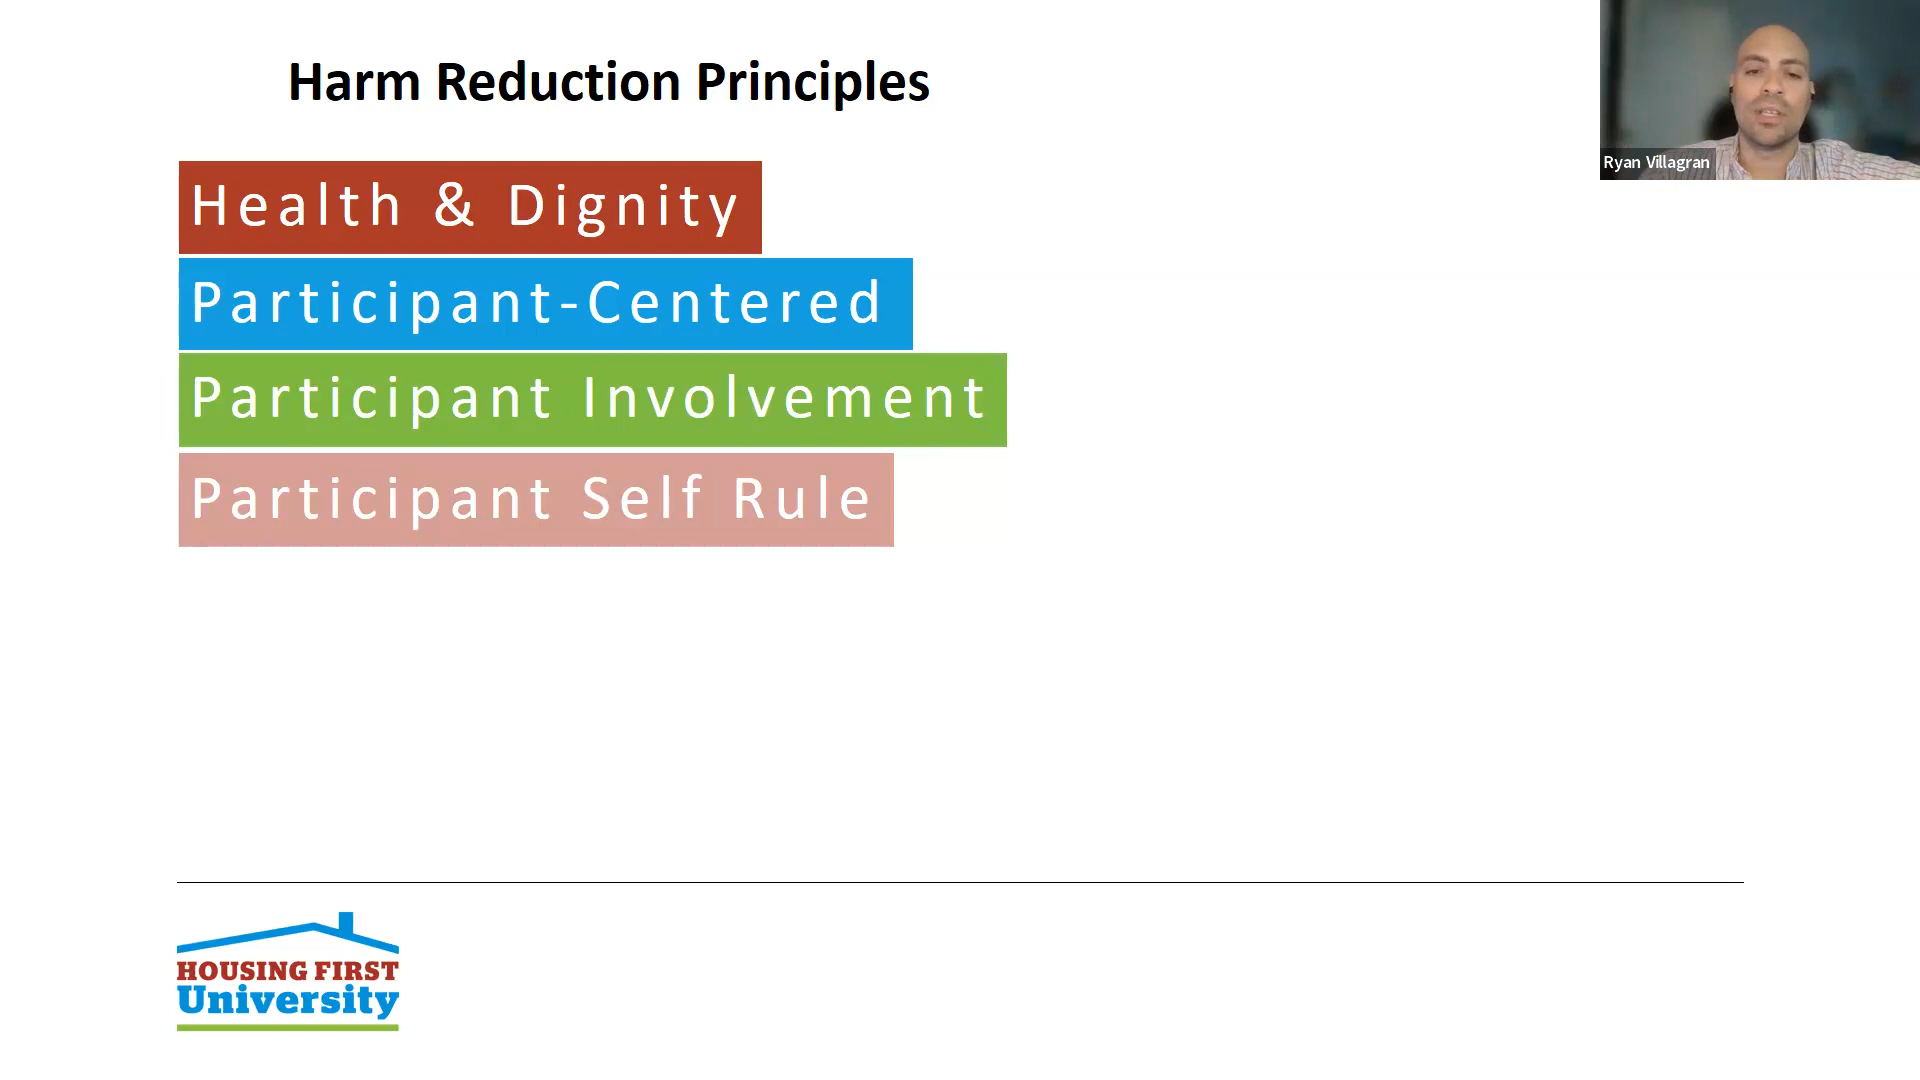 Harm Reduction Principles
Ryan Villagran
Health & Dignity
Participant-Centered
Participant Involvement
Participant Self Rule
HOUSING FIRST
University